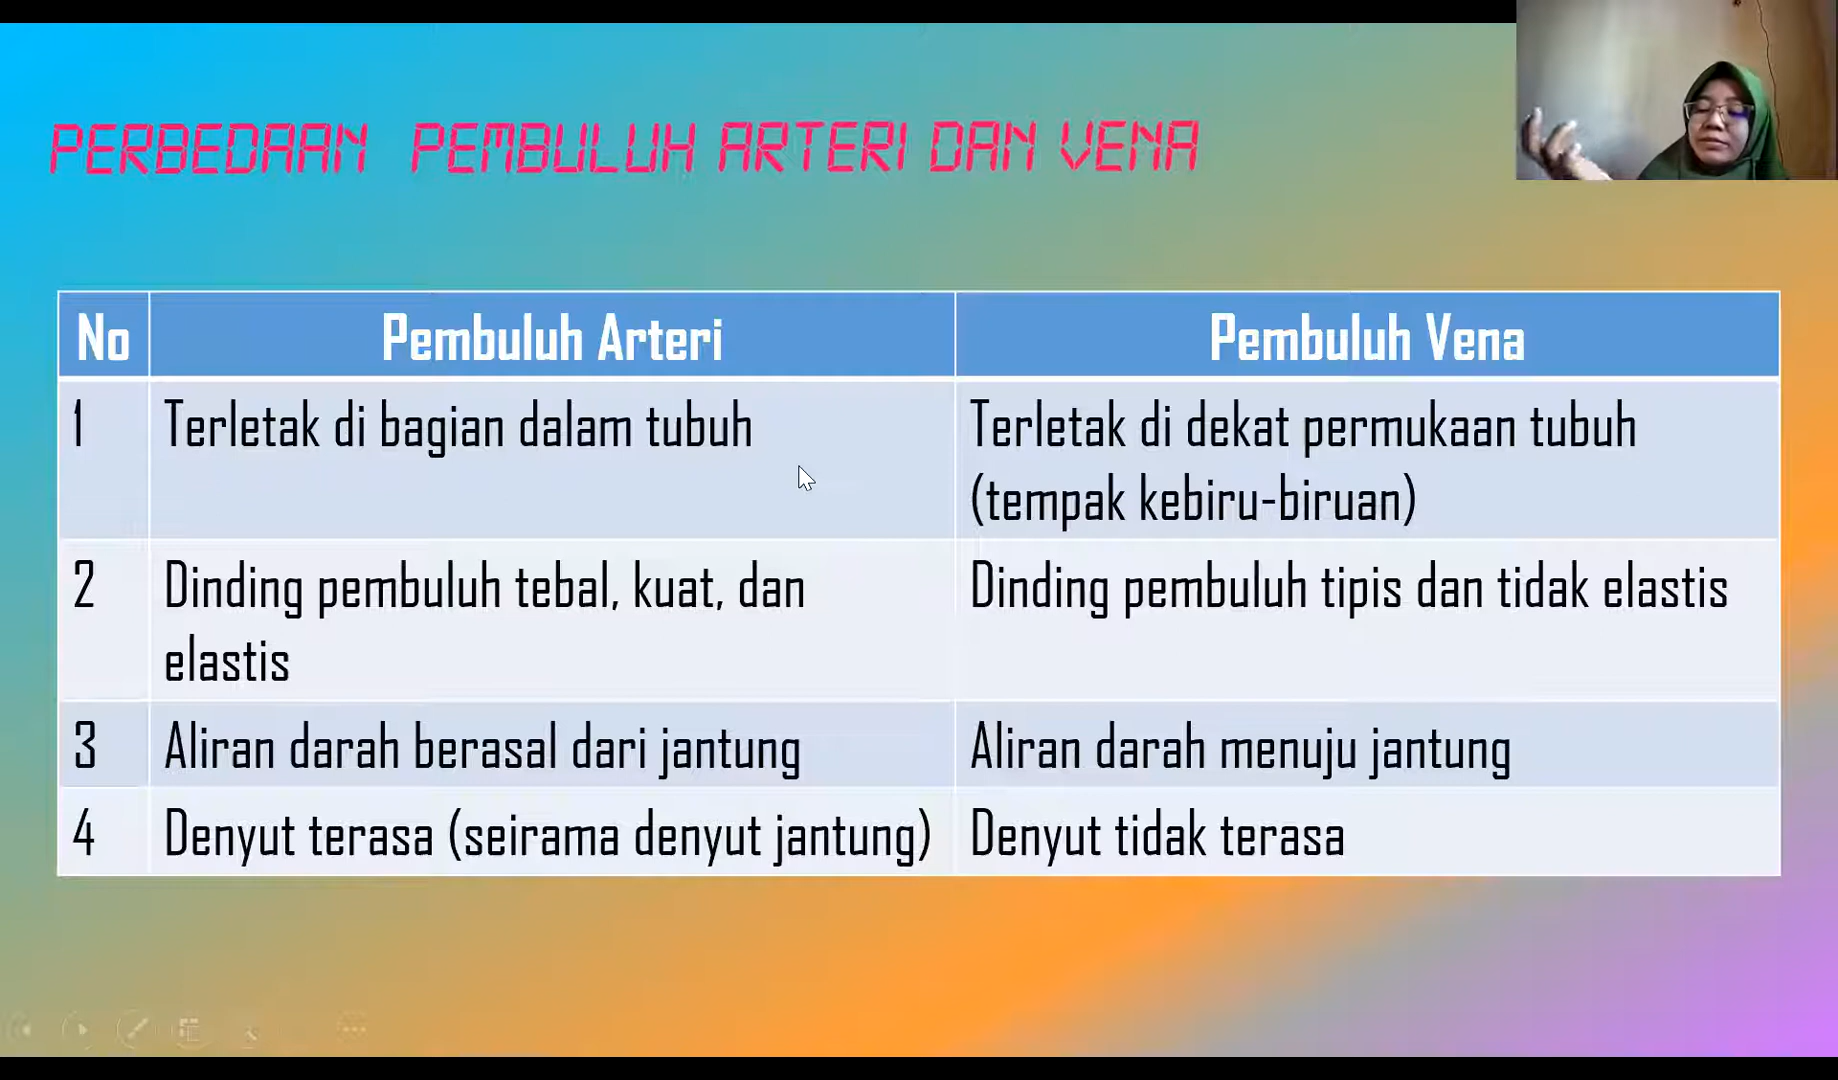 PERBEDAAN PEMBULUH ARTERI DAN VENA
No
Pembuluh Arteri
Pembuluh Vena
1
Terletak di bagian dalam tubuh
Terletak di dekat permukaan tubuh
(tempak kebiru-biruan)
2
Dinding pembuluh tebal, kuat, dan
elastis
Dinding pembuluh tipis dan tidak elastis
3
Aliran darah berasal dari jantung
Aliran darah menuju jantung
4
Denyut terasa (seirama denyut jantung)
Denyut tidak terasa